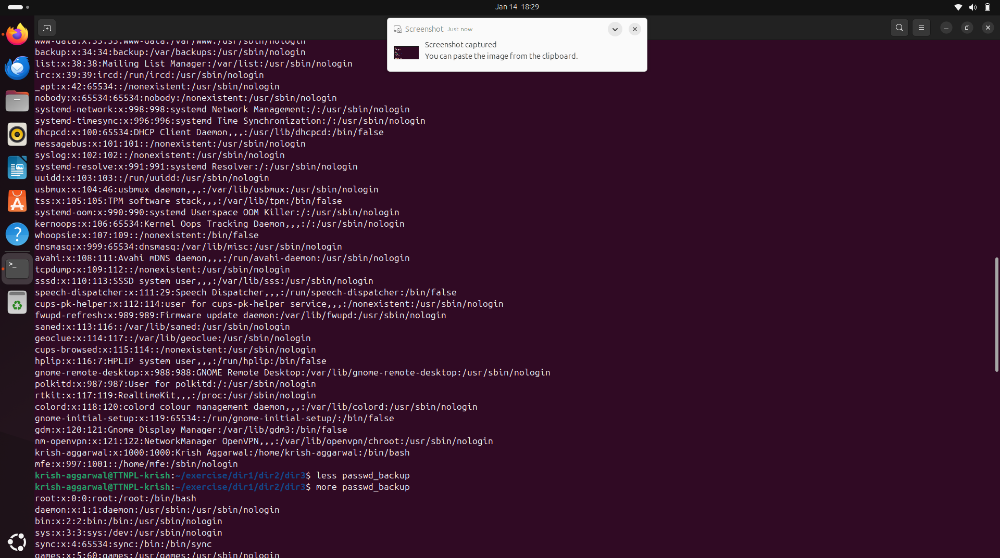 Jan 14 18:29
Screenshot Just now
Screenshot captured
You can paste the image from the clipboard.
www-data:x:33:33:www-data:/var/www:/usr/sbin/nologin
backup:x:34:34:backup:/var/backups:/usr/sbin/nologin
list:x:38:38:Mailing List Manager:/var/list:/usr/sbin/nologin
irc:x:39:39:ircd:/run/ircd:/usr/sbin/nologin
_apt:x:42:65534::/nonexistent:/usr/sbin/nologin
nobody:x:65534:65534:nobody:/nonexistent:/usr/sbin/nologin
systemd-network:x:998:998:systemd Network Management:/:/usr/sbin/nologin
systemd-timesync:x:996:996:systemd Time Synchronization:/:/usr/sbin/nologin
dhcpcd:x:100:65534:DHCP Client Daemon,,,:/usr/lib/dhcpcd:/bin/false
messagebus:x:101:101::/nonexistent:/usr/sbin/nologin
syslog:x:102:102::/nonexistent:/usr/sbin/nologin
systemd-resolve:x:991:991:systemd Resolver:/:/usr/sbin/nologin
uuidd:x:103:103::/run/uuidd:/usr/sbin/nologin
usbmux:x:104:46:usbmux daemon,,,:/var/lib/usbmux:/usr/sbin/nologin
tss:x:105:105:TPM software stack,,,:/var/lib/tpm:/bin/false
systemd-oom:x:990:990:systemd Userspace OOM Killer:/:/usr/sbin/nologin
kernoops:x:106:65534:Kernel Oops Tracking Daemon,,,:/:/usr/sbin/nologin
whoopsie:x:107:109::/nonexistent:/bin/false
dnsmasq:x:999:65534:dnsmasq:/var/lib/misc:/usr/sbin/nologin
avahi:x:108:111:Avahi mDNS daemon,,,:/run/avahi-daemon:/usr/sbin/nologin
tcpdump:x:109:112::/nonexistent:/usr/sbin/nologin
sssd:x:110:113:SSSD system user,,,:/var/lib/sss:/usr/sbin/nologin
speech-dispatcher:x:111:29:Speech Dispatcher,,,:/run/speech-dispatcher:/bin/false
cups-pk-helper:x:112:114:user for cups-pk-helper service,,,:/nonexistent:/usr/sbin/nologin
fwupd-refresh:x:989:989:Firmware update daemon:/var/lib/fwupd:/usr/sbin/nologin
saned:x:113:116::/var/lib/saned:/usr/sbin/nologin
geoclue:x:114:117::/var/lib/geoclue:/usr/sbin/nologin
cups-browsed:x:115:114::/nonexistent:/usr/sbin/nologin
hplip:x:116:7:HPLIP system user,,,:/run/hplip:/bin/false
gnome-remote-desktop:x:988:988:GNOME Remote Desktop:/var/lib/gnome-remote-desktop:/usr/sbin/nologin
polkitd:x:987:987:User for polkitd:/:/usr/sbin/nologin
rtkit:x:117:119:RealtimeKit,,,:/proc:/usr/sbin/nologin
colord:x:118:120:colord colour management daemon,,,:/var/lib/colord:/usr/sbin/nologin
gnome-initial-setup:x:119:65534::/run/gnome-initial-setup/:/bin/false
gdm:x:120:121:Gnome Display Manager:/var/lib/gdm3:/bin/false
nm-openvpn:x:121:122:NetworkManager OpenVPN,,,:/var/lib/openvpn/chroot:/usr/sbin/nologin
krish-aggarwal:x:1000:1000:Krish Aggarwal:/home/krish-aggarwal:/bin/bash
mfe:x:997:1001::/home/mfe:/sbin/nologin
krish-aggarwal@TTNPL-krish:~/exercise/dir1/dir2/dir3$ less passwd_backup
krish-aggarwal@TTNPL-krish:~/exercise/dir1/dir2/dir3$ more passwd_backup
root:x:0:0:root:/root:/bin/bash
daemon:x:1:1:daemon:/usr/sbin:/usr/sbin/nologin
bin:x:2:2:bin:/bin:/usr/sbin/nologin
sys:x:3:3:sys:/dev:/usr/sbin/nologin
sync:x:4:65534:sync:/bin:/bin/sync
games:x:5:60:games:/usr/games:/usr/sbin/nologin